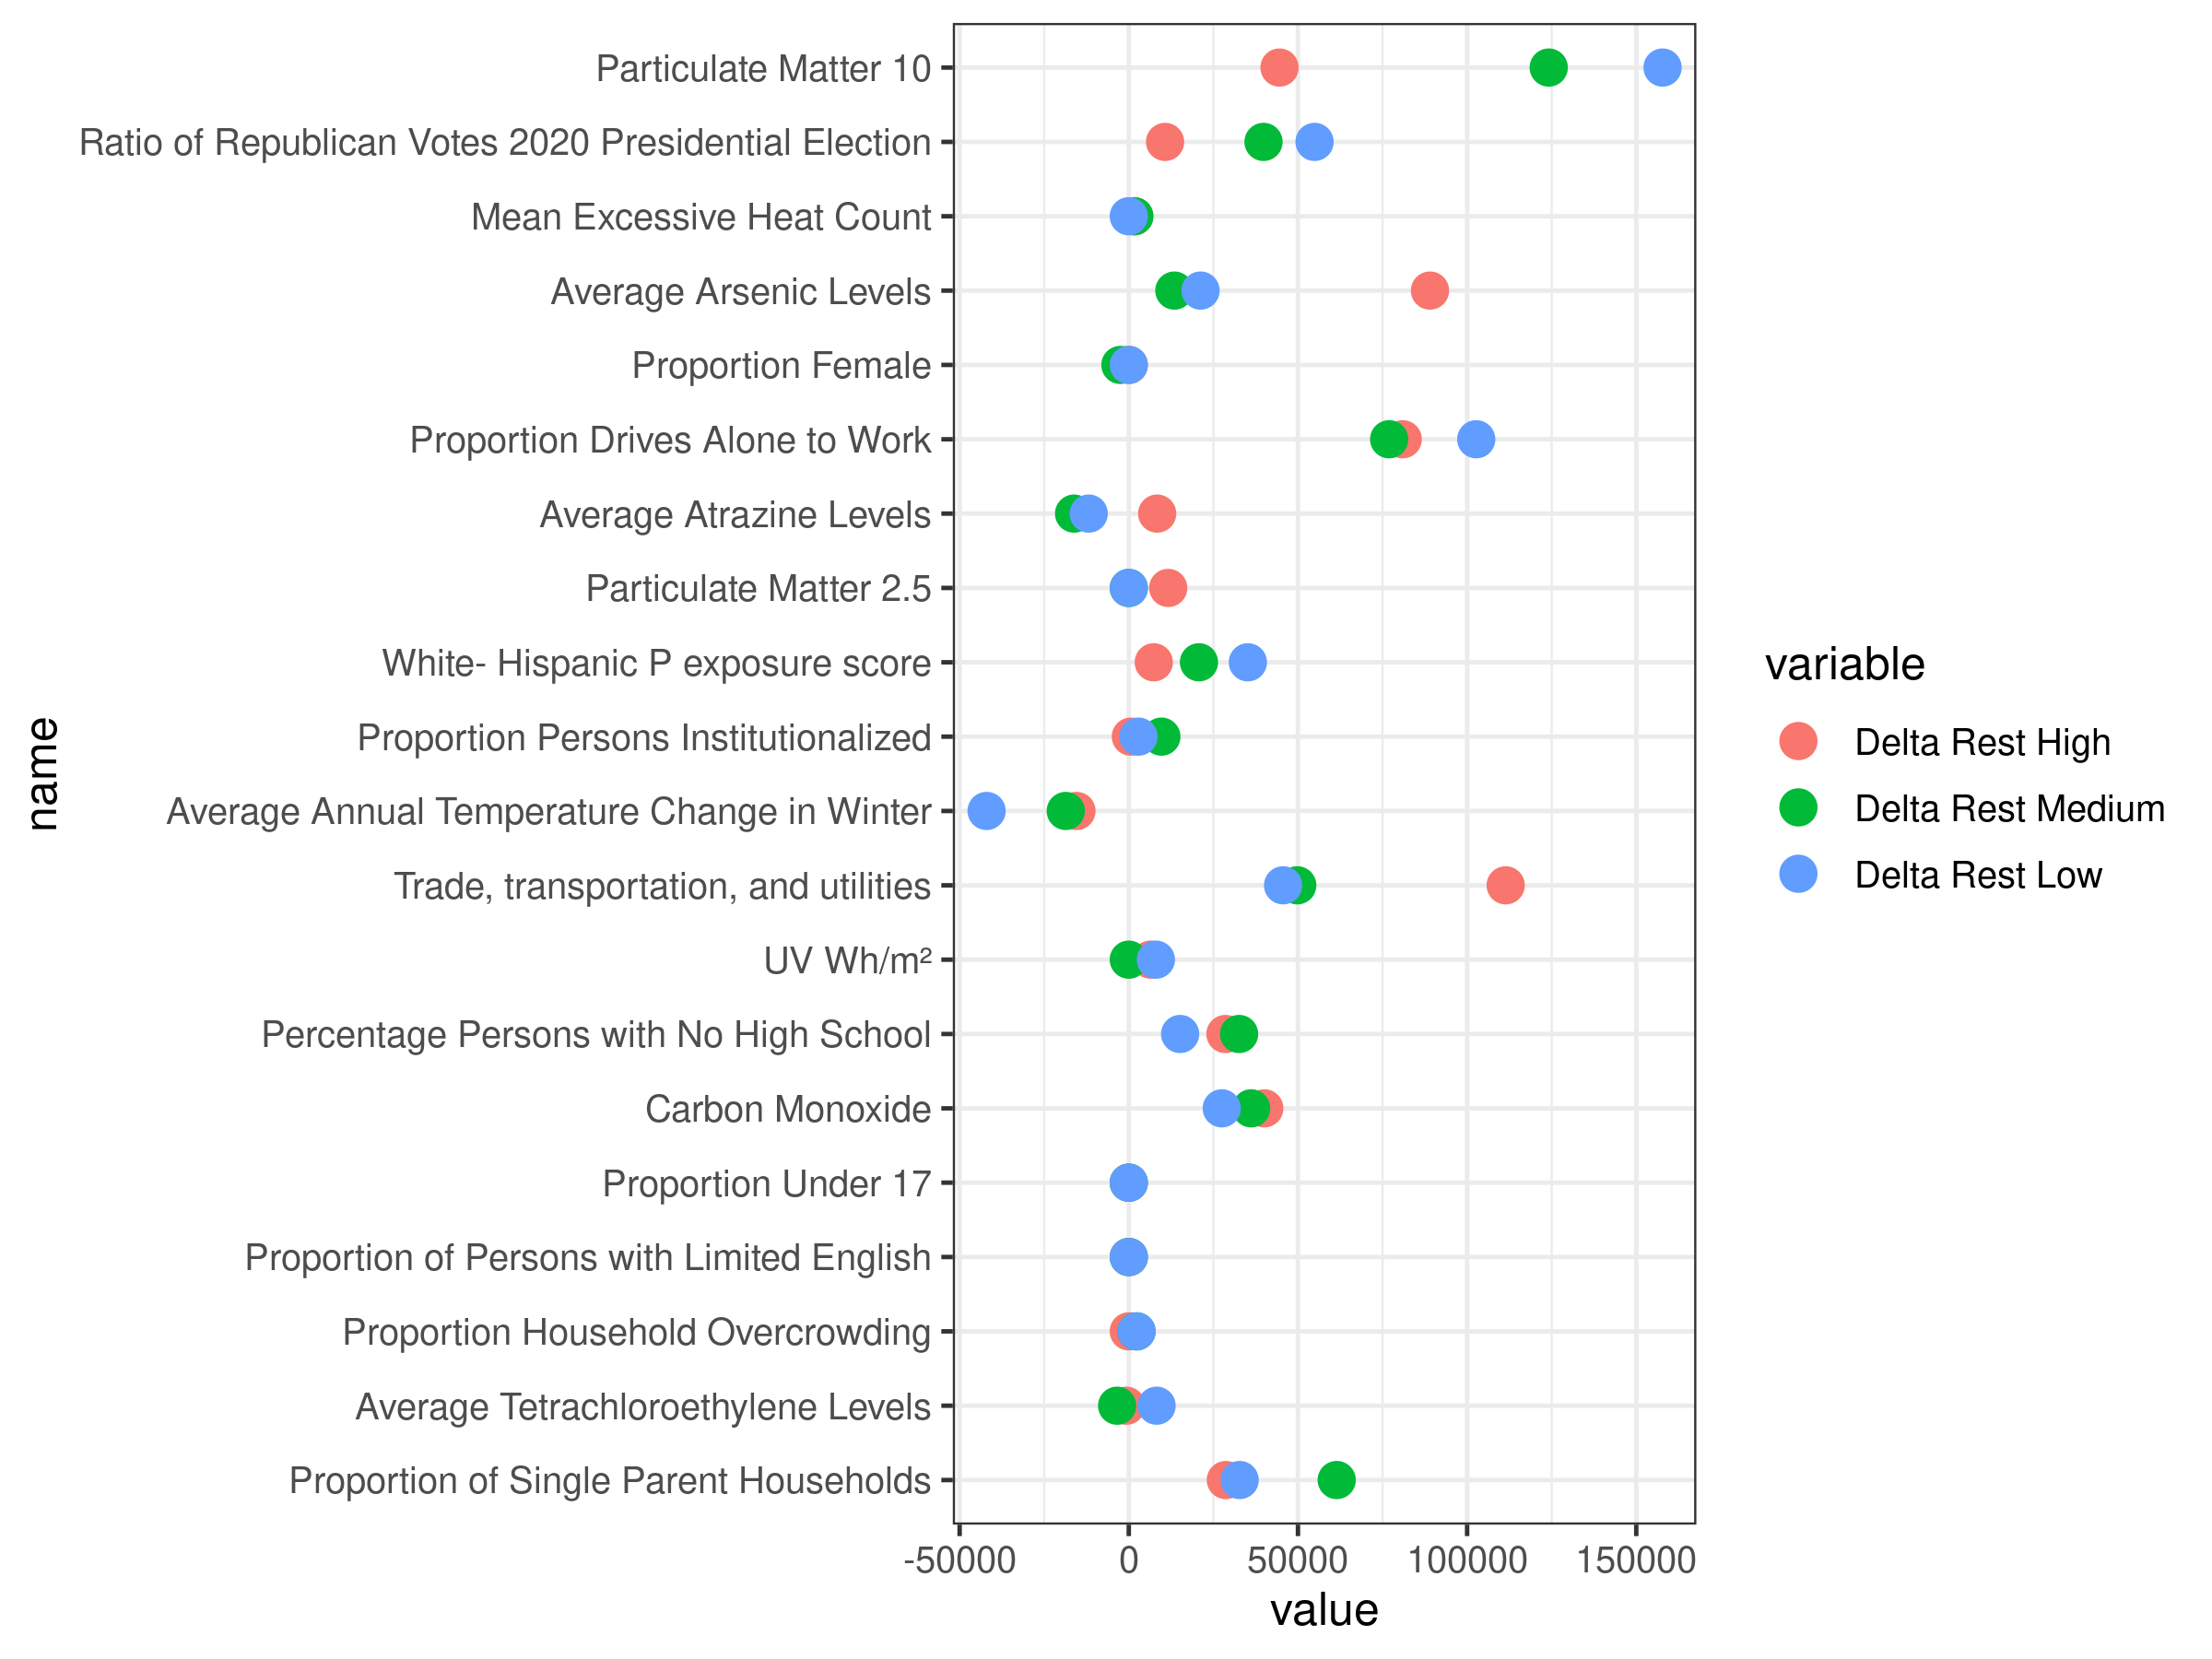 Particulate Matter 10
Ratio of Republican Votes 2020 Presidential Election
Mean Excessive Heat Count
Average Arsenic Levels
Proportion Female
Proportion Drives Alone to Work
Average Atrazine Levels
Particulate Matter 2.5
White- Hispanic P exposure score
Proportion Persons Institutionalized
Average Annual Temperature Change in Winter
Trade, transportation, and utilities
UV Wh/m²
Percentage Persons with No High School
Carbon Monoxide
Proportion Under 17
Proportion of Persons with Limited English
Proportion Household Overcrowding
Average Tetrachloroethylene Levels
Proportion of Single Parent Households
name
-50000 0 50000 100000 150000
value
variable
Delta Rest High
Delta Rest Medium
Delta Rest Low